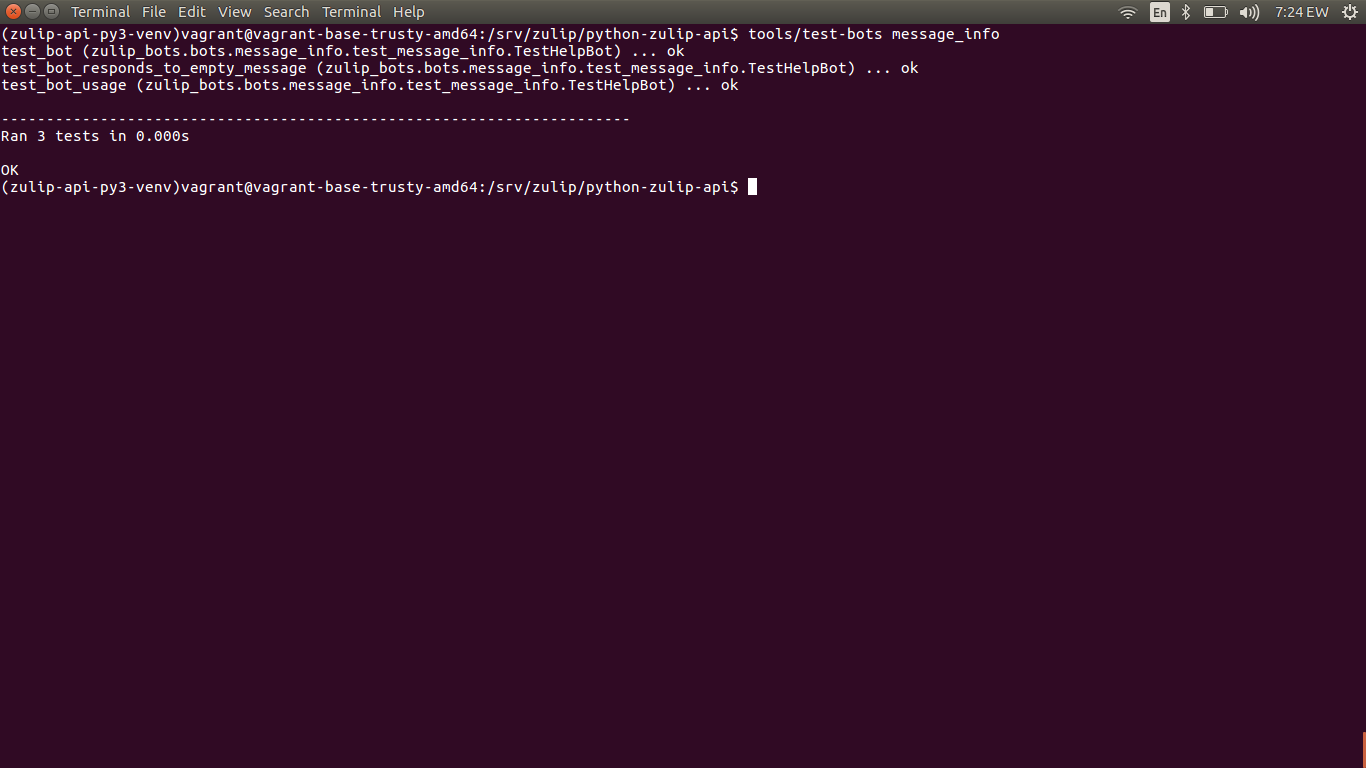 Terminal File Edit View Search Terminal Help En 7:24 EW
(zulip-api-py3-venv)vagrant@vagrant-base-trusty-amd64:/srv/zulip/python-zulip-api$ tools/test-bots message_info
test_bot (zulip_bots.bots.message_info.test_message_info.TestHelpBot) ... ok
test_bot_responds_to_empty_message (zulip_bots.bots.message_info.test_message_info.TestHelpBot) ... ok
test_bot_usage (zulip_bots.bots.message_info.test_message_info.TestHelpBot) ... ok
----------------------------------------------------------------------
Ran 3 tests in 0.000s
OK
(zulip-api-py3-venv)vagrant@vagrant-base-trusty-amd64:/srv/zulip/python-zulip-api$